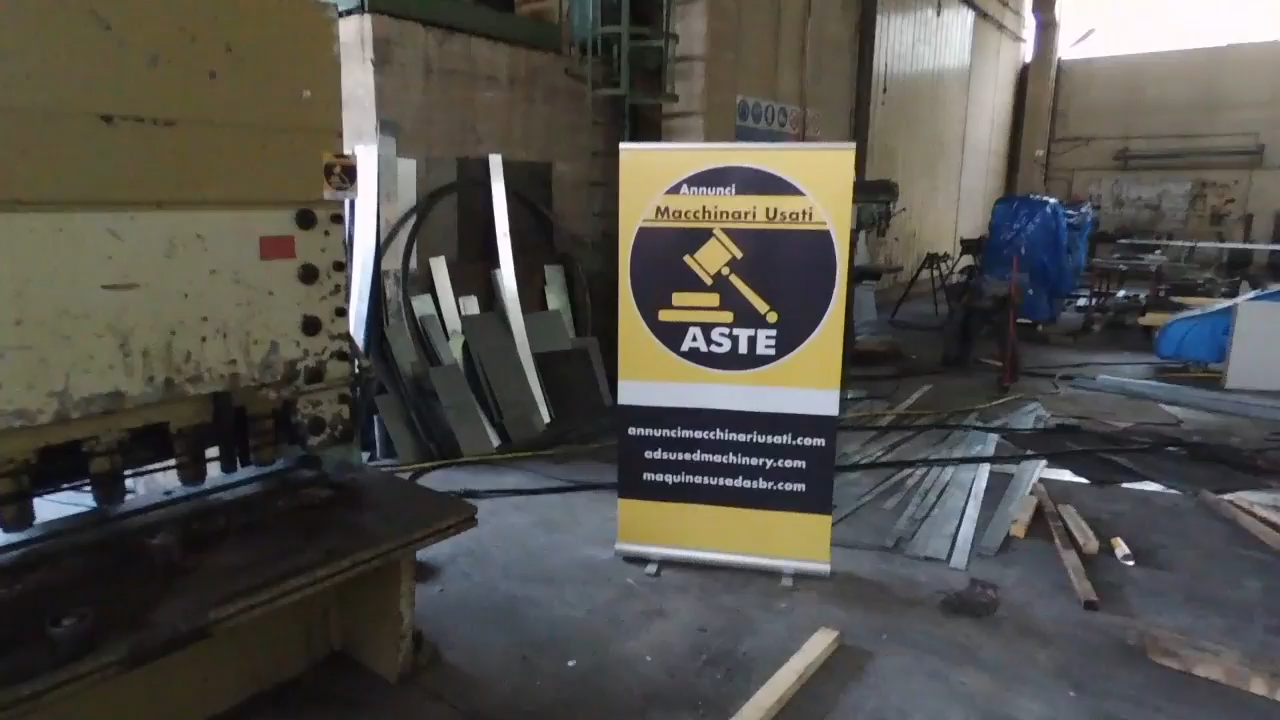 Annunci
Macchinari Usati
ASTE
annuncimacchinariusati.com
adsusedmachinery.com
maquinasusadasbr.com